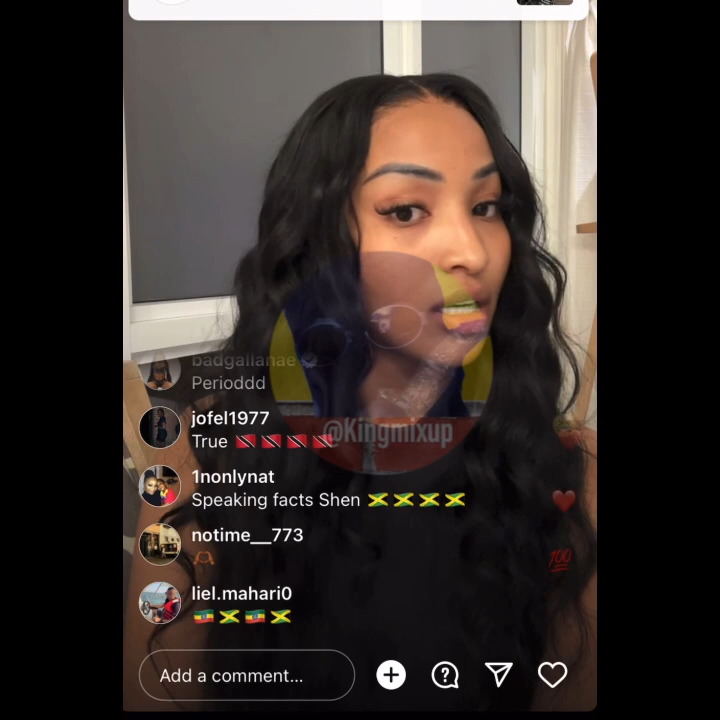 badgallanae
Perioddd
jofel1977
True 🇹🇹🇹🇹🇹🇹🇹🇹
@Kingmixup
1nonlynat
Speaking facts Shen 🇯🇲🇯🇲🇯🇲🇯🇲
notime__773
🫶🏾
liel.mahari0
🇪🇹🇯🇲🇪🇹🇯🇲
💯
Add a comment...